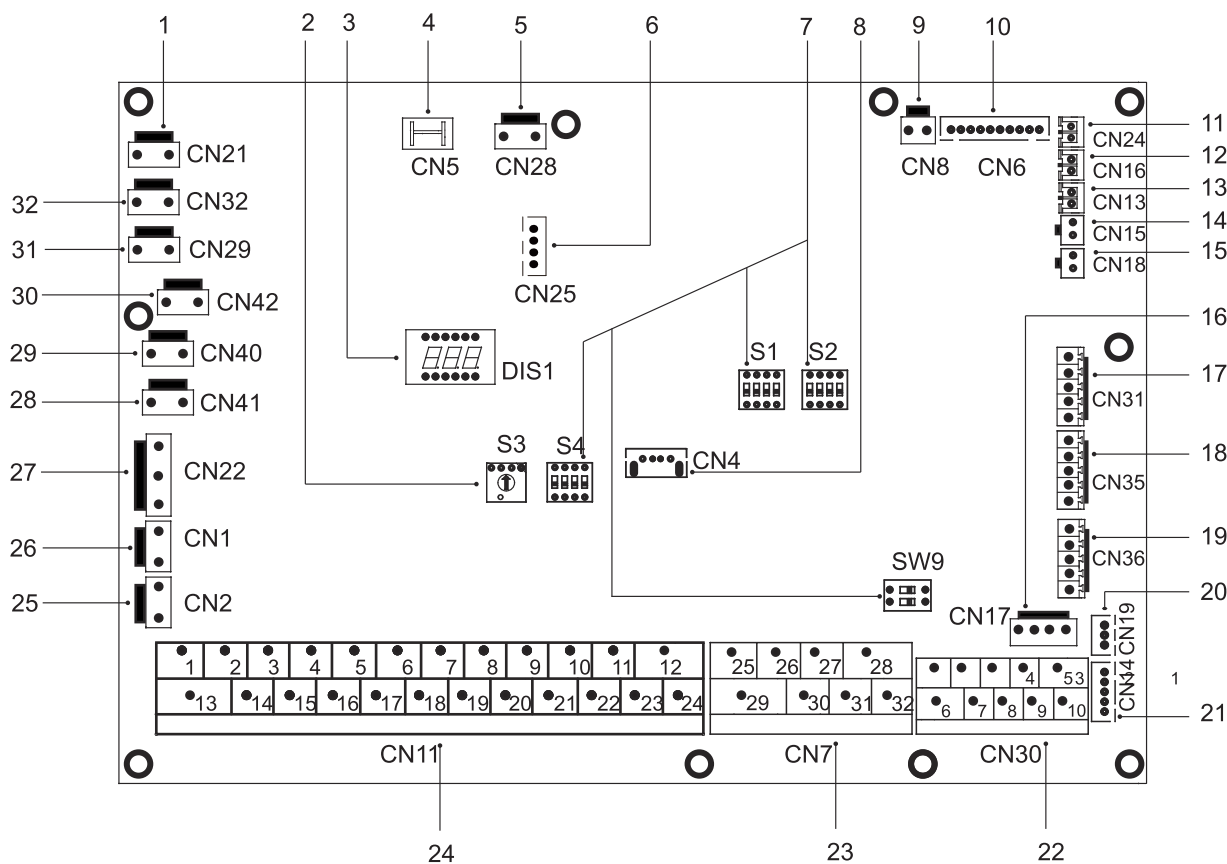 1 2 3 4 5 6 7 8 9 10
11
CN21 CN5 CN28 CN8 CN6 CN24
12
CN16
32 CN32 13
CN13
14
31 CN29 CN15
15
CN25 CN18
30 CN42
16
29 CN40 DIS1 S1 S2
17
28 CN41 CN31
S3 S4 CN4 18
27 CN22 CN35
26 CN1 19
CN36
SW9
25 CN2 20
CN17 CN19
1 2 3 4 5 6 7 8 9 10 11 12 25 26 27 28 4 53 1
CN14
13 14 15 16 17 18 19 20 21 22 23 24 29 30 31 32 6 7 8 9 10
21
CN11 CN7 CN30
24 23 22